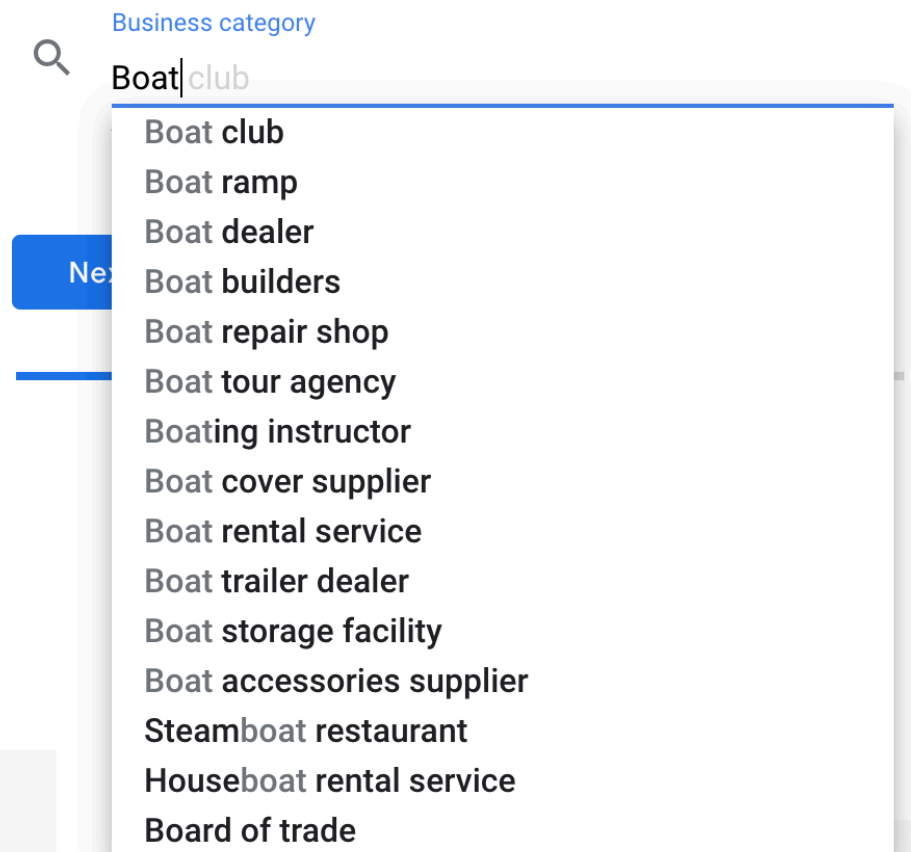 Business category
Boat club
Boat club
Boat ramp
Boat dealer
Boat builders
Boat repair shop
Boat tour agency
Boating instructor
Boat cover supplier
Boat rental service
Boat trailer dealer
Boat storage facility
Boat accessories supplier
Steamboat restaurant
Houseboat rental service
Board of trade